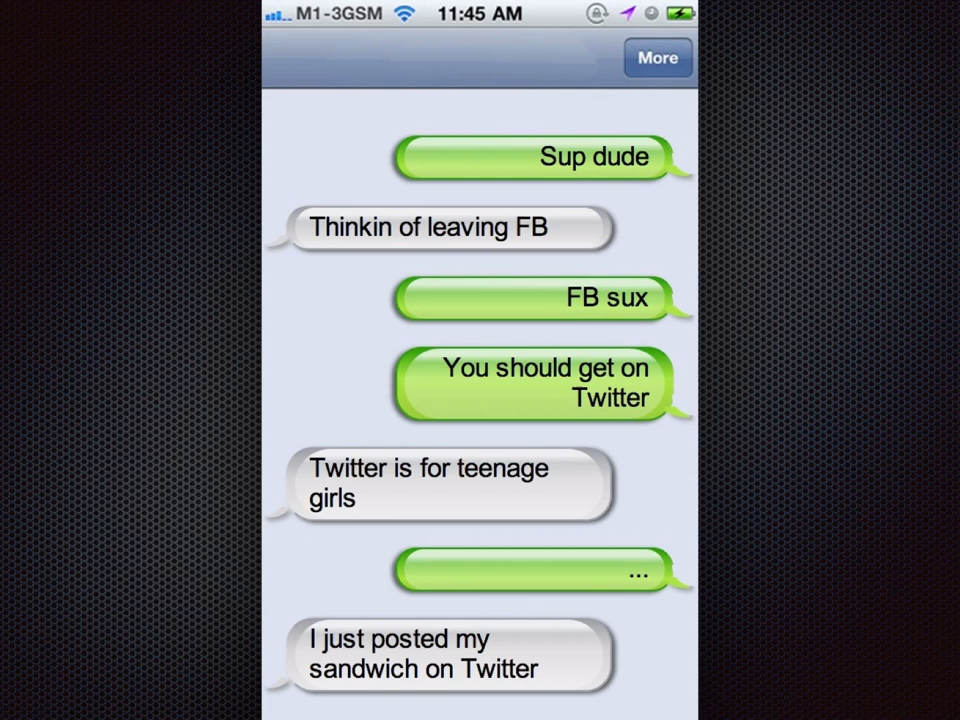 M1-3GSM 11:45 AM
More
Sup dude
Thinkin of leaving FB
FB sux
You should get on
Twitter
Twitter is for teenage
girls
...
I just posted my
sandwich on Twitter